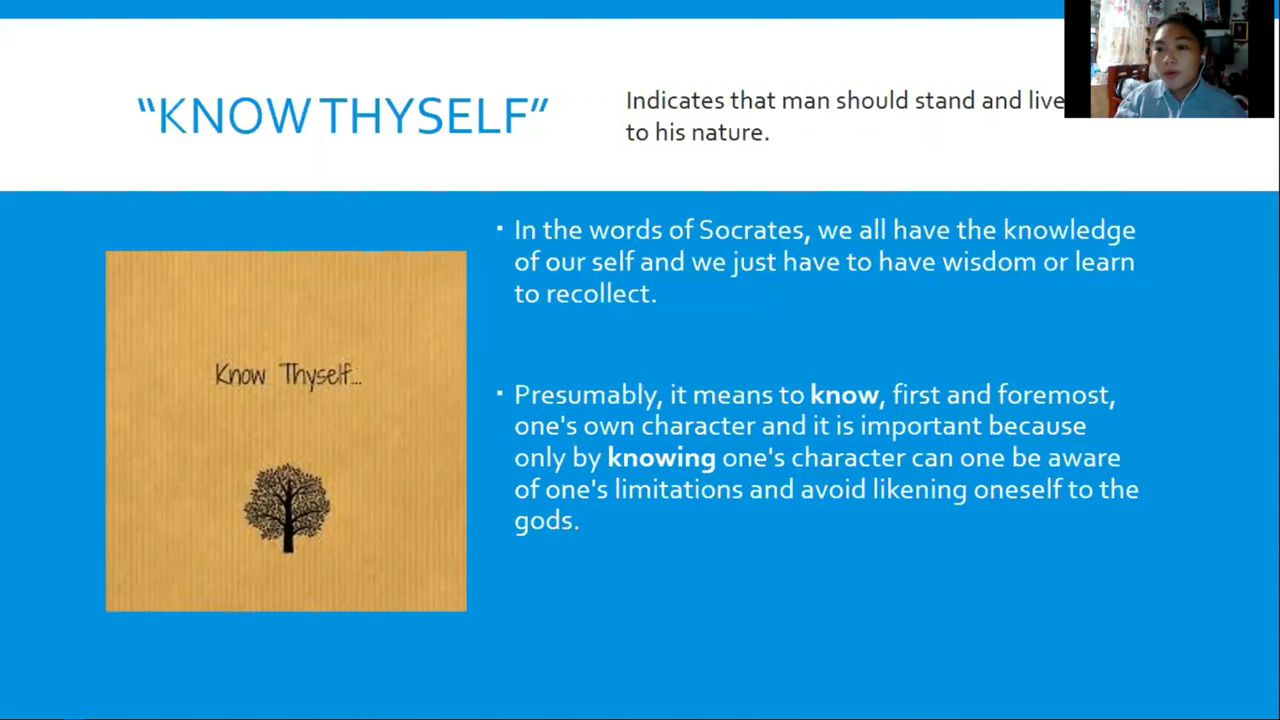 “KNOW THYSELF”
Indicates that man should stand and live
to his nature.
▪ In the words of Socrates, we all have the knowledge
of our self and we just have to have wisdom or learn
to recollect.
Know Thyself...
▪ Presumably, it means to know, first and foremost,
one's own character and it is important because
only by knowing one's character can one be aware
of one's limitations and avoid likening oneself to the
gods.